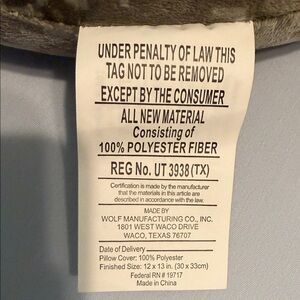 UNDER PENALTY OF LAW THIS
TAG NOT TO BE REMOVED
EXCEPT BY THE CONSUMER
ALL NEW MATERIAL
Consisting of
100% POLYESTER FIBER
REG No. UT 3938 (TX)
Certification is made by the manufacturer
that the materials in this article are
described in accordance with the law.
MADE BY
WOLF MANUFACTURING CO., INC.
1801 WEST WACO DRIVE
WACO, TEXAS 76707
Date of Delivery
Pillow Cover: 100% Polyester
Finished Size: 12 x 13 in. (30 x 33cm)
Federal RN # 19717
Made in China